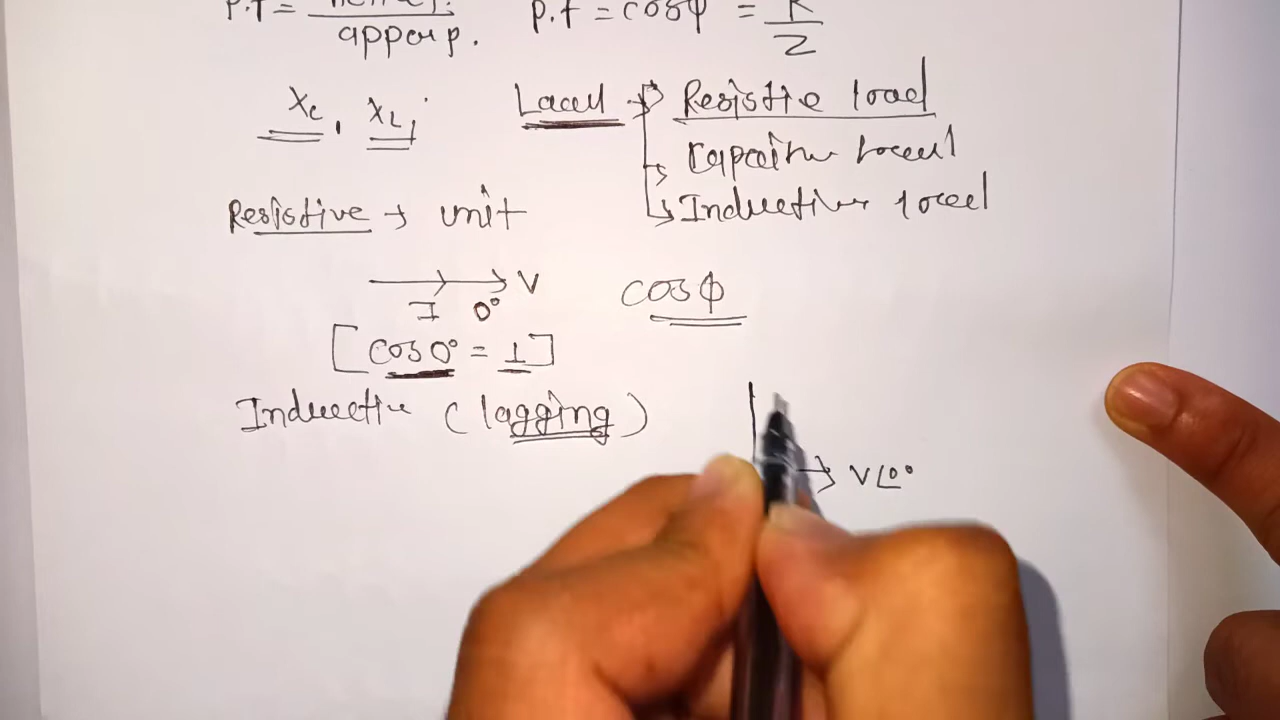 P.f = / appar p. p.f = cosφ = R/Z
Xc, XL; Load → Resistive load
Capacitive load
Inductive load
Resistive → unit
→ V
I 0° cosφ
[cos 0° = 1]
Inductive (lagging)
→ V∠0°